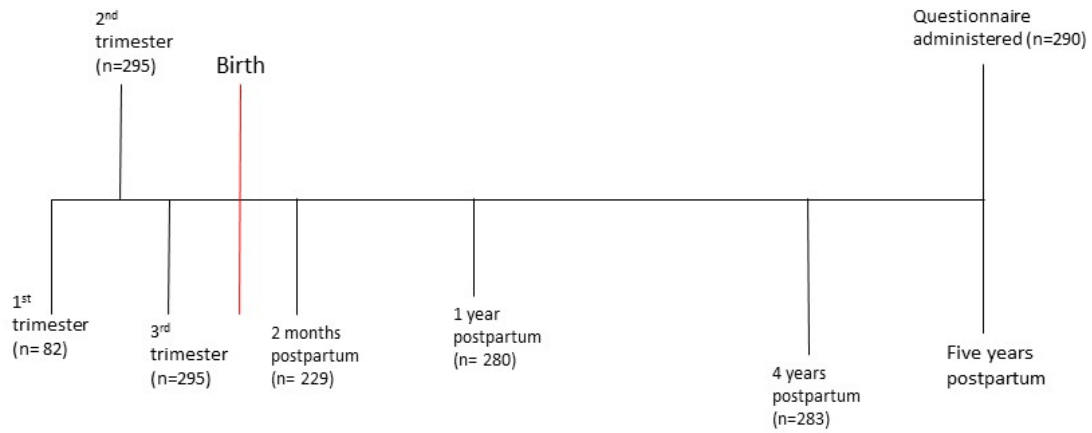 2nd
trimester
(n=295)
Birth
Questionnaire
administered (n=290)
1st
trimester
(n= 82)
3rd
trimester
(n=295)
2 months
postpartum
(n= 229)
1 year
postpartum
(n= 280)
4 years
postpartum
(n=283)
Five years
postpartum